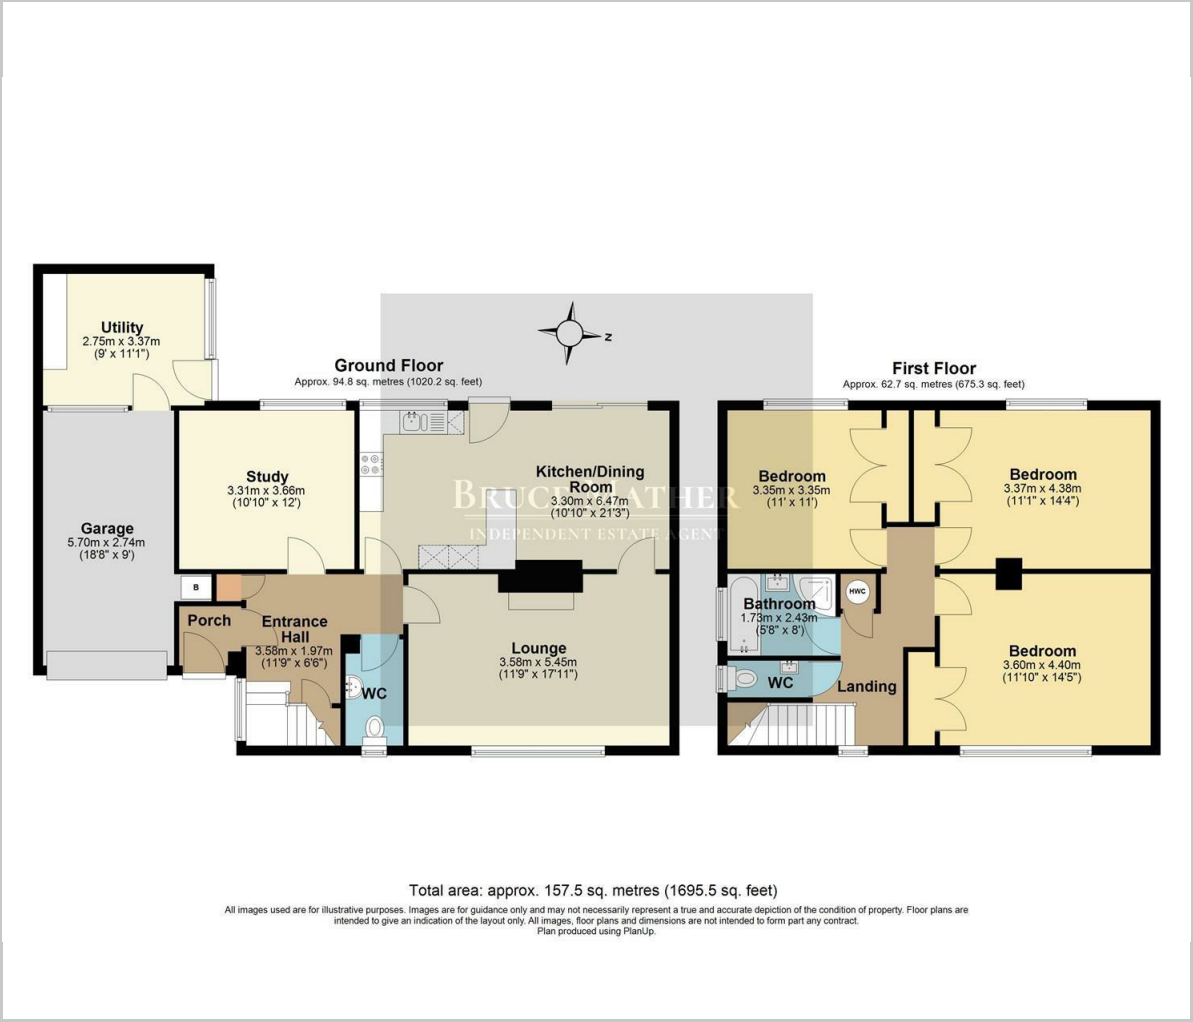 Utility
2.75m x 3.37m
(9' x 11'1")
Ground Floor
Approx. 94.8 sq. metres (1020.2 sq. feet)
N
Study
3.31m x 3.66m
(10'10" x 12')
Kitchen/Dining
Room
3.30m x 6.47m
(10'10" x 21'3")
Garage
5.70m x 2.74m
(18'8" x 9')
B
Porch
Entrance
Hall
3.58m x 1.97m
(11'9" x 6'6")
WC
Lounge
3.58m x 5.45m
(11'9" x 17'11")
INDEPENDENT ESTATE AGENT
First Floor
Approx. 62.7 sq. metres (675.3 sq. feet)
Bedroom
3.35m x 3.35m
(11' x 11')
Bedroom
3.37m x 4.38m
(11'1" x 14'4")
Bathroom
1.73m x 2.43m
(5'8" x 8')
HWC
WC
Landing
Bedroom
3.60m x 4.40m
(11'10" x 14'5")
Total area: approx. 157.5 sq. metres (1695.5 sq. feet)
All images used are for illustrative purposes. Images are for guidance only and may not necessarily represent a true and accurate depiction of the condition of property. Floor plans are
intended to give an indication of the layout only. All images, floor plans and dimensions are not intended to form part any contract.
Plan produced using PlanUp.